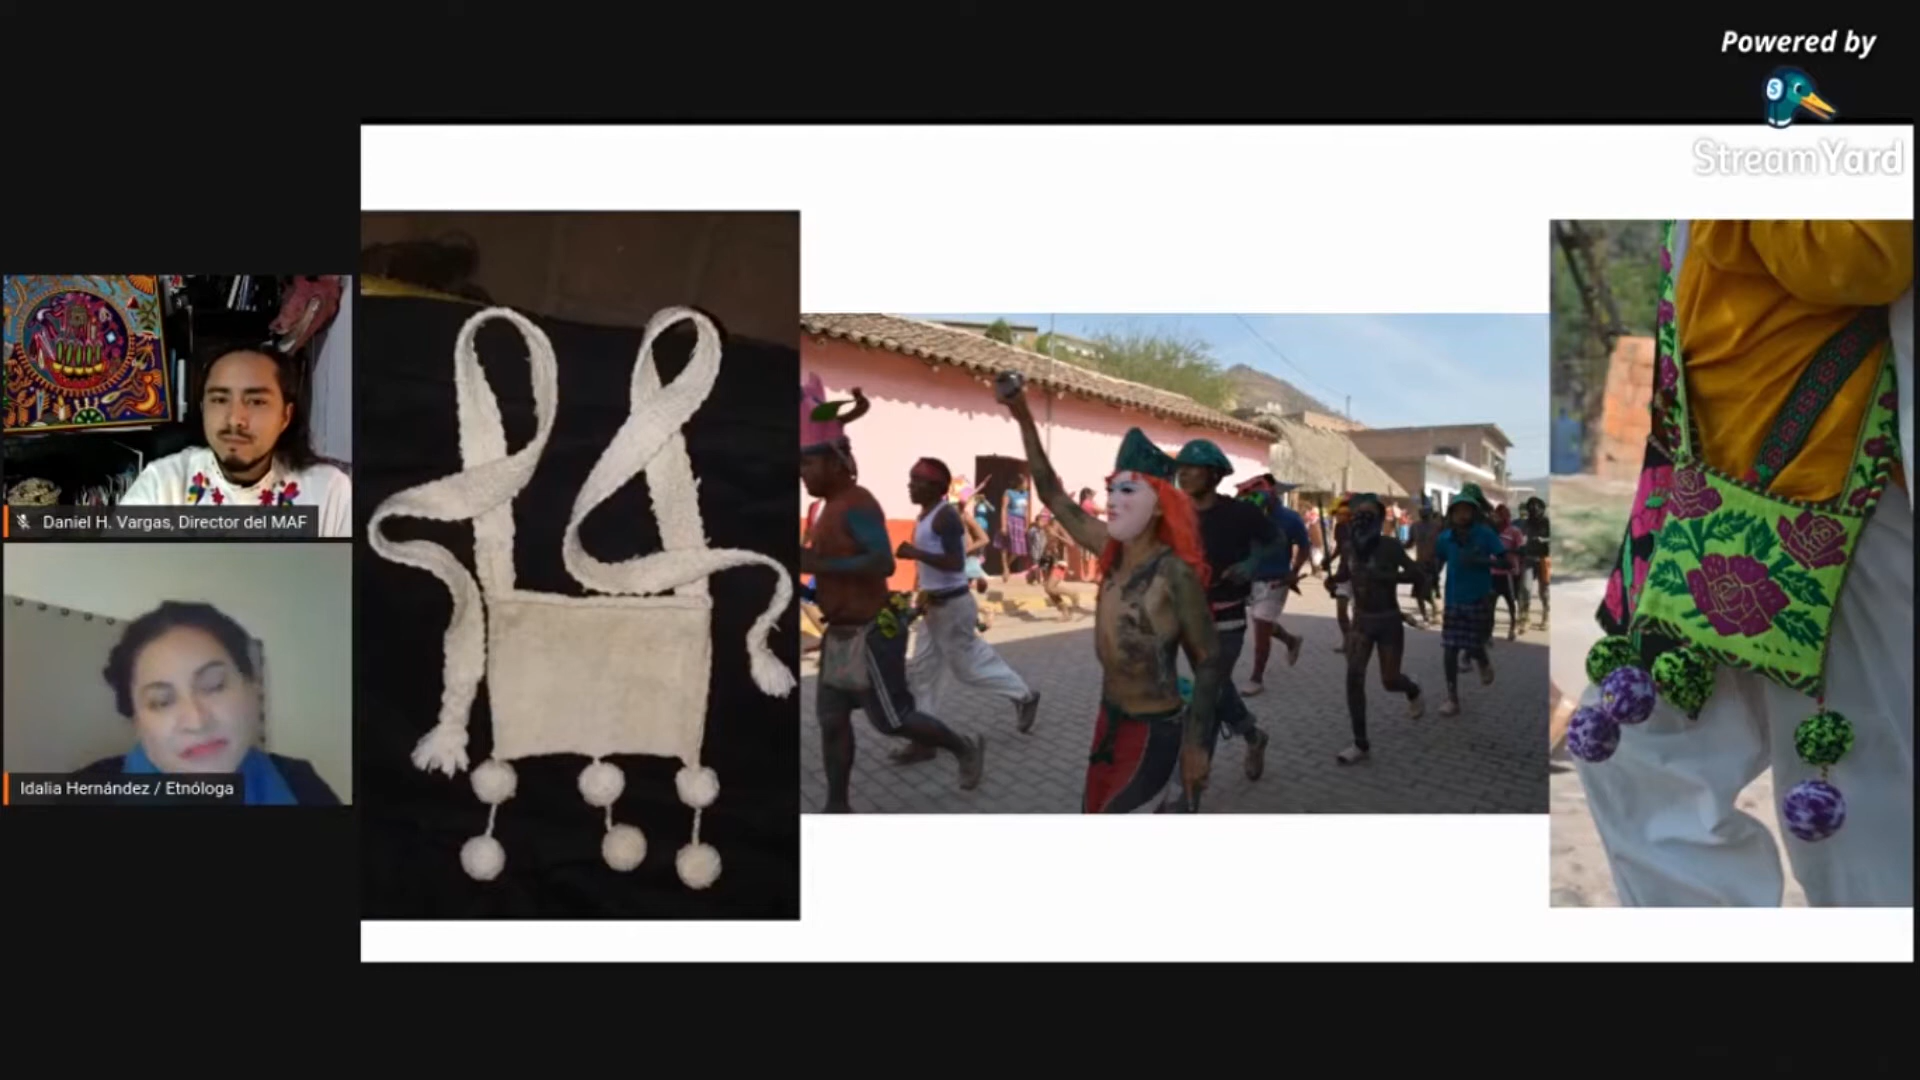 Powered by
StreamYard
Daniel H. Vargas, Director del MAF
Idalia Hernández / Etnóloga